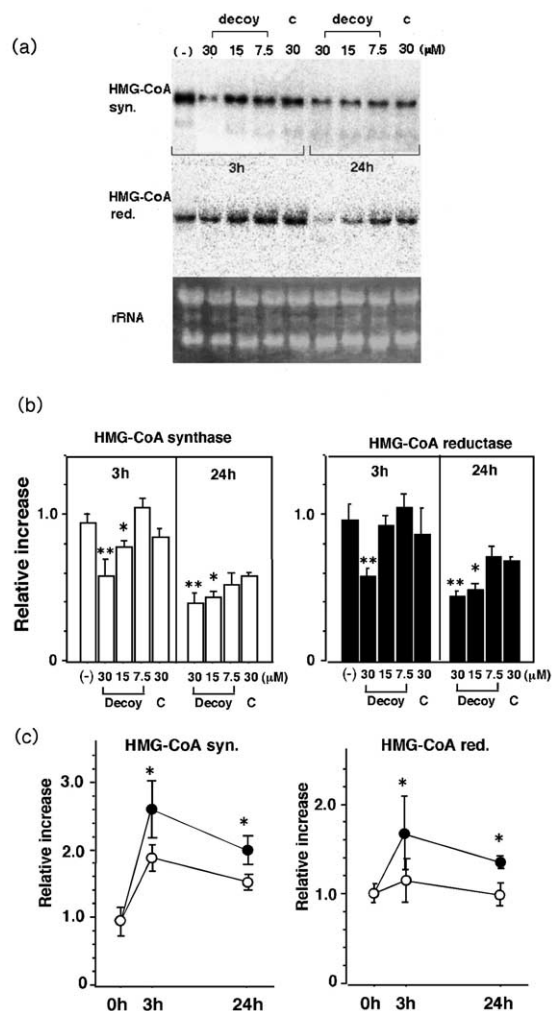 (a)
decoy c decoy c
(-) 30 15 7.5 30 30 15 7.5 30 (μM)
HMG-CoA
syn.
3h 24h
HMG-CoA
red.
rRNA
(b)
HMG-CoA synthase
3h 24h
Relative increase
1.0
0
** * ** *
(-) 30 15 7.5 30 30 15 7.5 30 (μM)
Decoy C Decoy C
HMG-CoA reductase
3h 24h
1.0
0
** ** *
(-) 30 15 7.5 30 30 15 7.5 30 (μM)
Decoy C Decoy C
(c)
HMG-CoA syn.
Relative increase
3.0
2.0
1.0
0
* *
0h 3h 24h
HMG-CoA red.
Relative increase
2.0
1.0
0
* *
0h 3h 24h